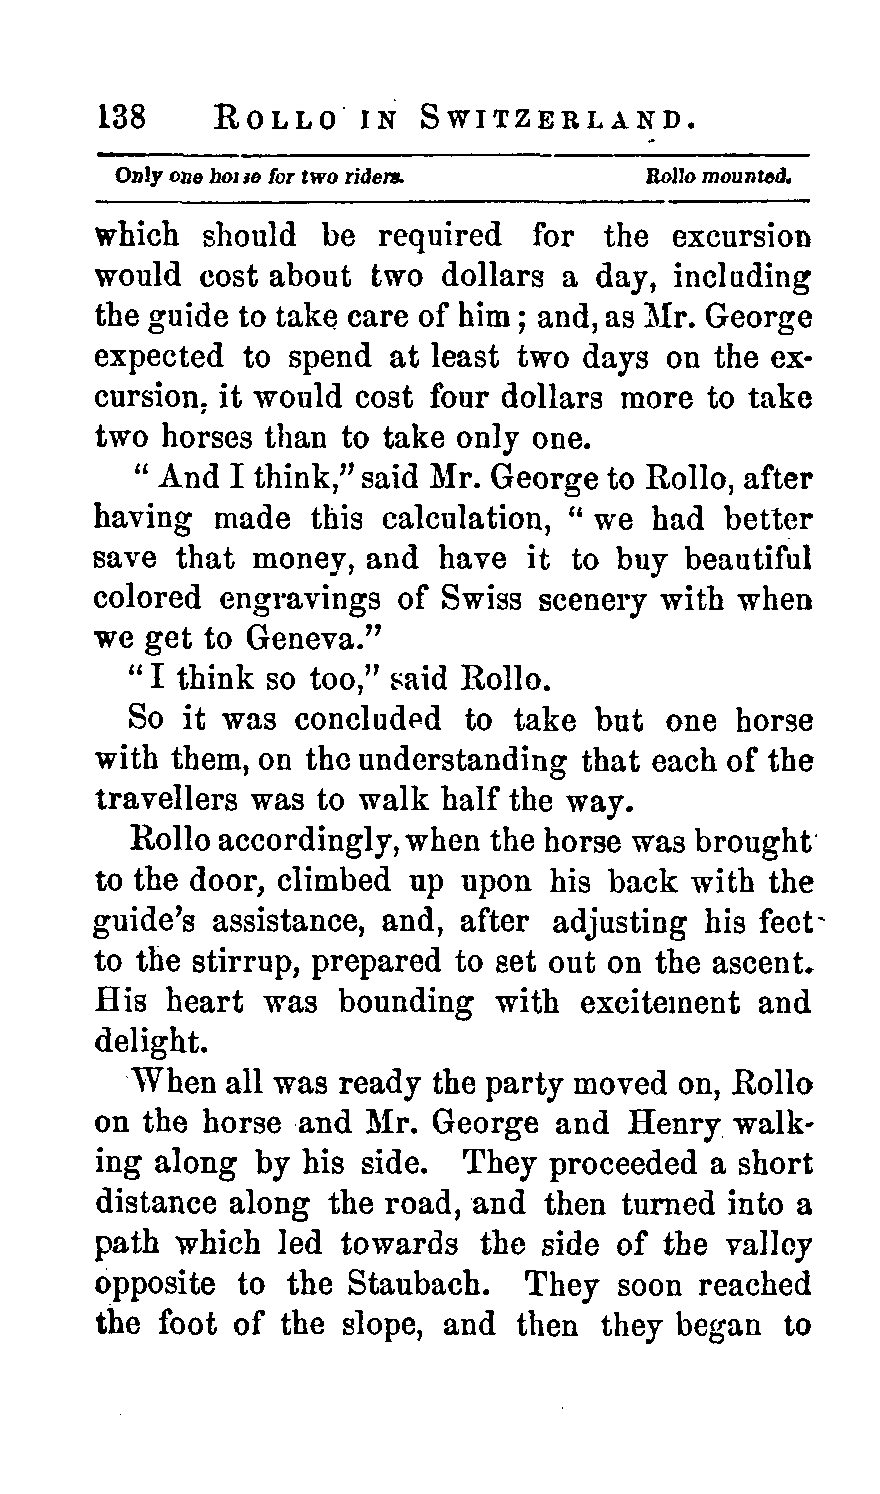 138 ROLLO IN SWITZERLAND.
Only one horse for two riders. Rollo mounted.
which should be required for the excursion
would cost about two dollars a day, including
the guide to take care of him; and, as Mr. George
expected to spend at least two days on the ex-
cursion, it would cost four dollars more to take
two horses than to take only one.
“And I think,” said Mr. George to Rollo, after
having made this calculation, “we had better
save that money, and have it to buy beautiful
colored engravings of Swiss scenery with when
we get to Geneva.”
“I think so too,” said Rollo.
So it was concluded to take but one horse
with them, on the understanding that each of the
travellers was to walk half the way.
Rollo accordingly, when the horse was brought
to the door, climbed up upon his back with the
guide’s assistance, and, after adjusting his feet
to the stirrup, prepared to set out on the ascent.
His heart was bounding with excitement and
delight.
When all was ready the party moved on, Rollo
on the horse and Mr. George and Henry walk-
ing along by his side. They proceeded a short
distance along the road, and then turned into a
path which led towards the side of the valley
opposite to the Staubach. They soon reached
the foot of the slope, and then they began to